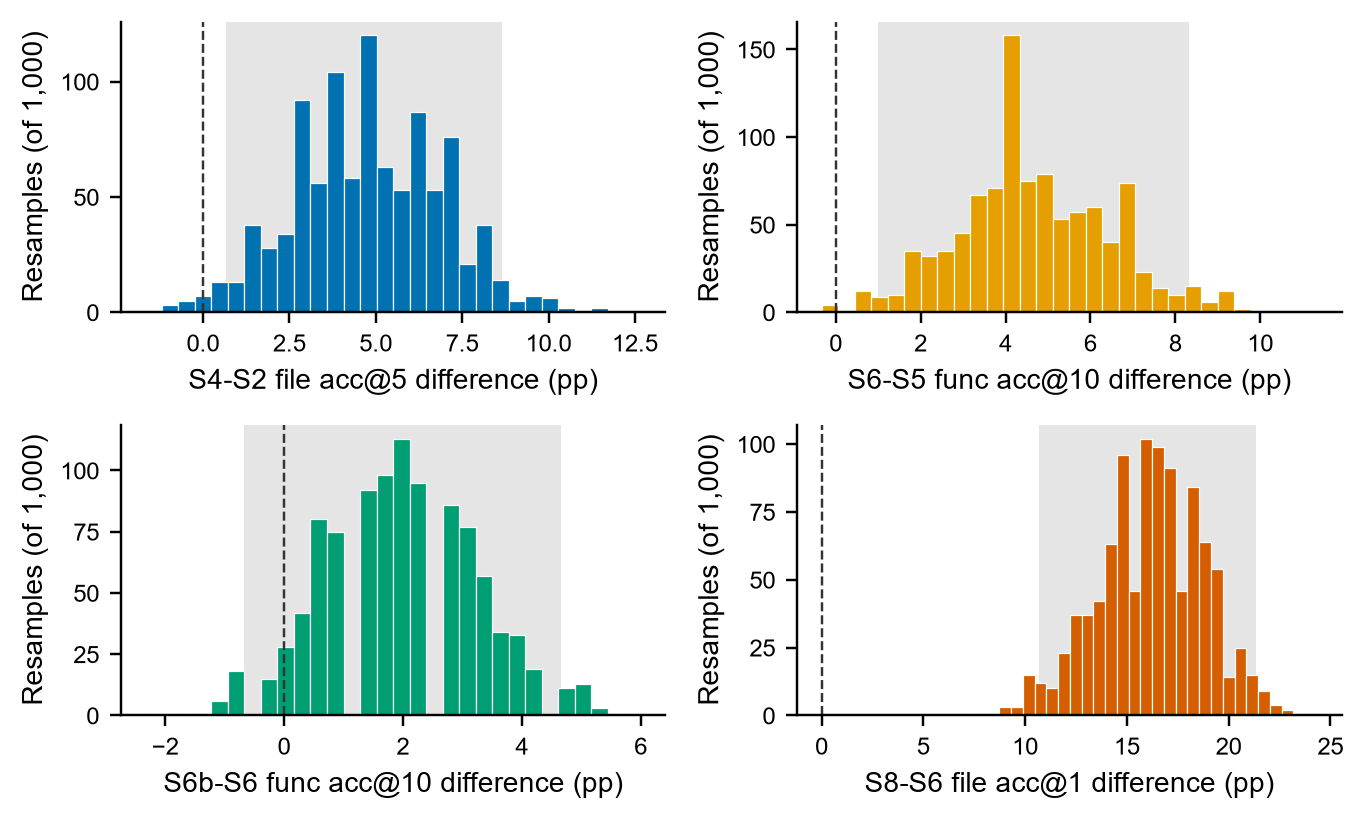 Resamples (of 1,000)
100
50
0
0.0 2.5 5.0 7.5 10.0 12.5
S4-S2 file acc@5 difference (pp)
Resamples (of 1,000)
150
100
50
0
0 2 4 6 8 10
S6-S5 func acc@10 difference (pp)
Resamples (of 1,000)
100
75
50
25
0
−2 0 2 4 6
S6b-S6 func acc@10 difference (pp)
Resamples (of 1,000)
100
75
50
25
0
0 5 10 15 20 25
S8-S6 file acc@1 difference (pp)